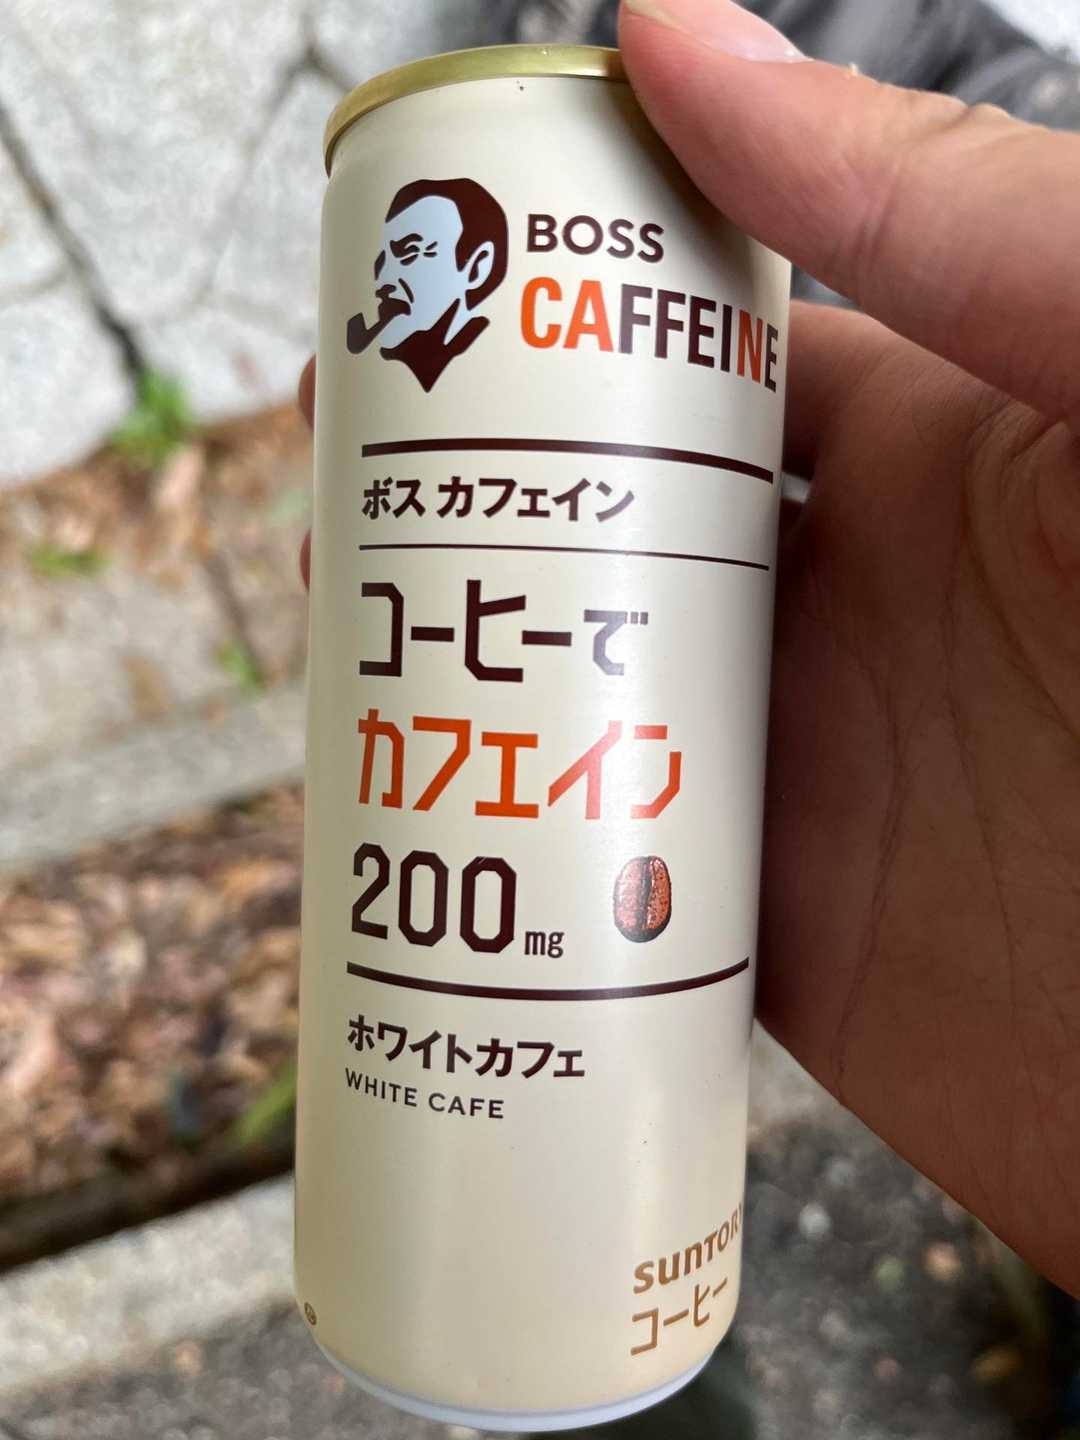 BOSS
CAFFEINE
ボス カフェイン
コーヒーで
カフェイン
200mg
ホワイトカフェ
WHITE CAFE
SUNTORY
コーヒー